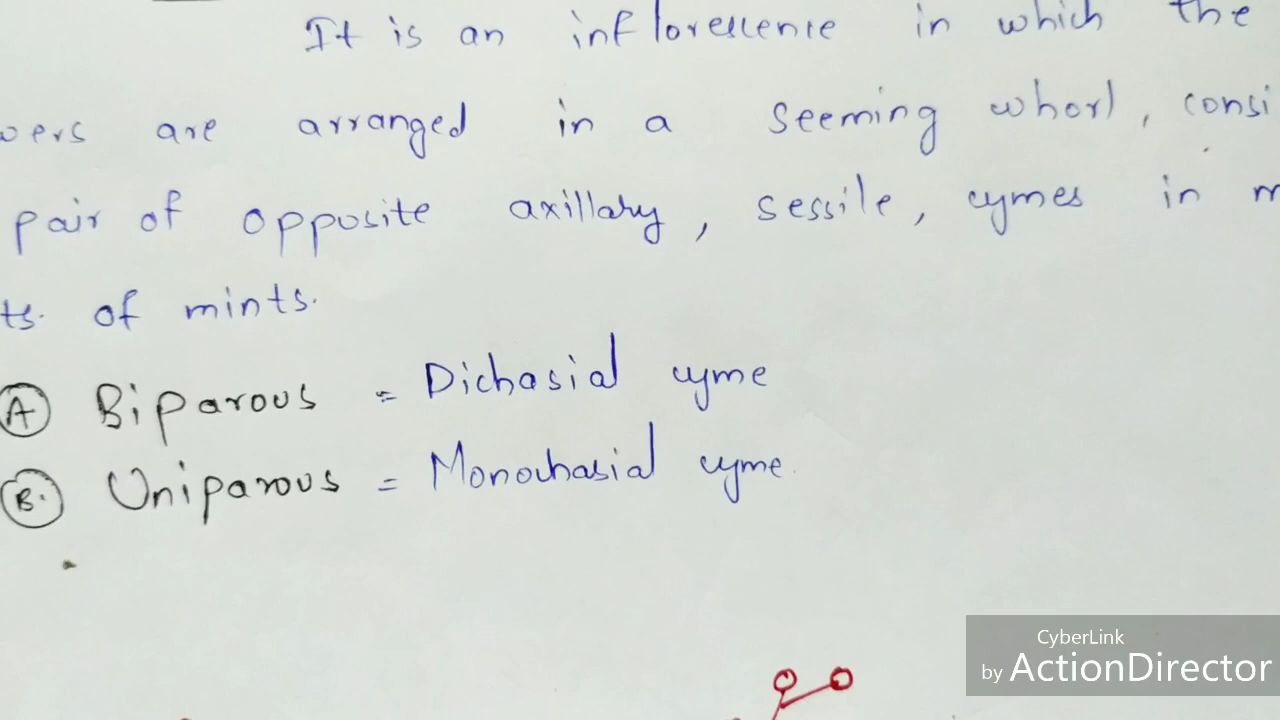 It is an inflorescence in which the
wers are arranged in a seeming whorl, consi
pair of opposite axillary, sessile, cymes in m
ts. of mints.
A Biparous = Dichasial cyme
B. Uniparous = Monochasial cyme.
CyberLink
by ActionDirector